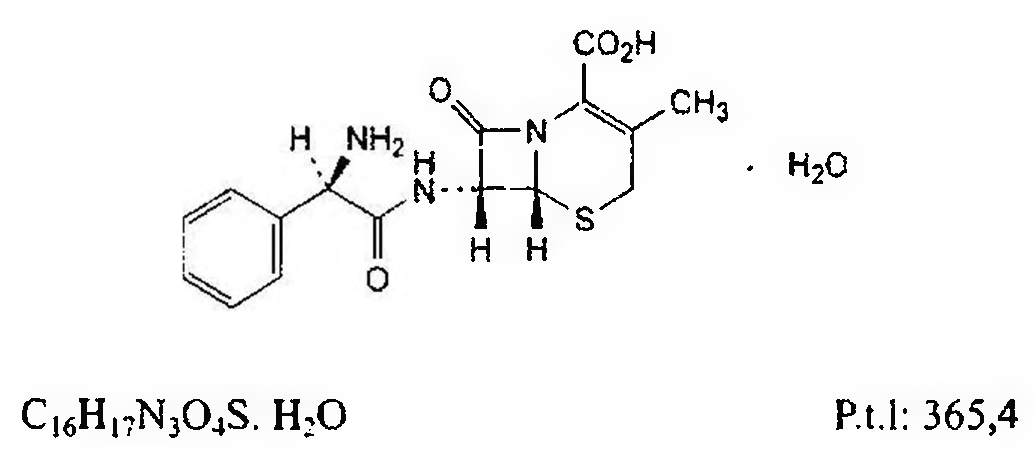 CO₂H
O
CH₃
N
H NH₂
H
N
· H₂O
S
H H
O
C₁₆H₁₇N₃O₄S. H₂O P.t.l: 365,4